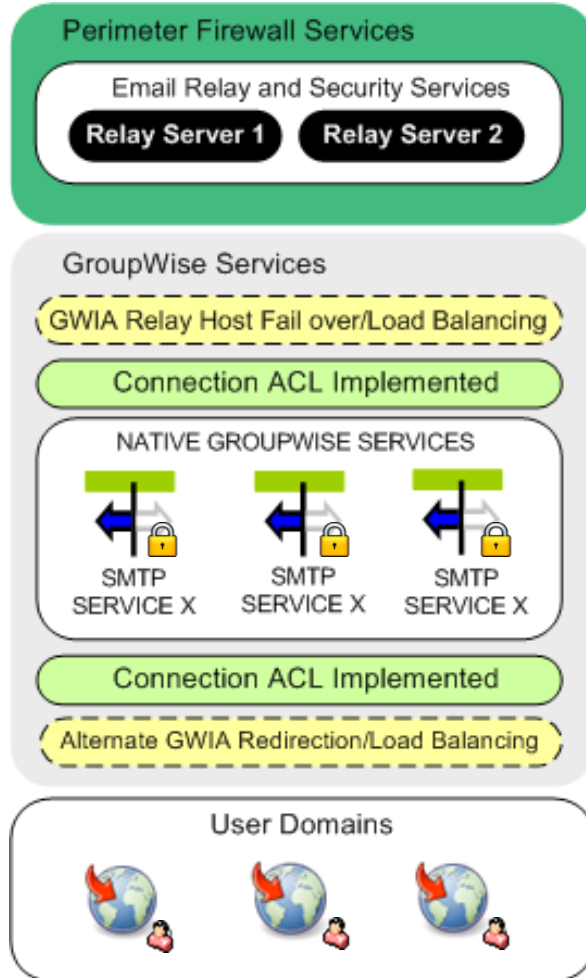 Perimeter Firewall Services
Email Relay and Security Services
Relay Server 1
Relay Server 2
GroupWise Services
GWIA Relay Host Fail over/Load Balancing
Connection ACL Implemented
NATIVE GROUPWISE SERVICES
SMTP
SERVICE X
SMTP
SERVICE X
SMTP
SERVICE X
Connection ACL Implemented
Alternate GWIA Redirection/Load Balancing
User Domains